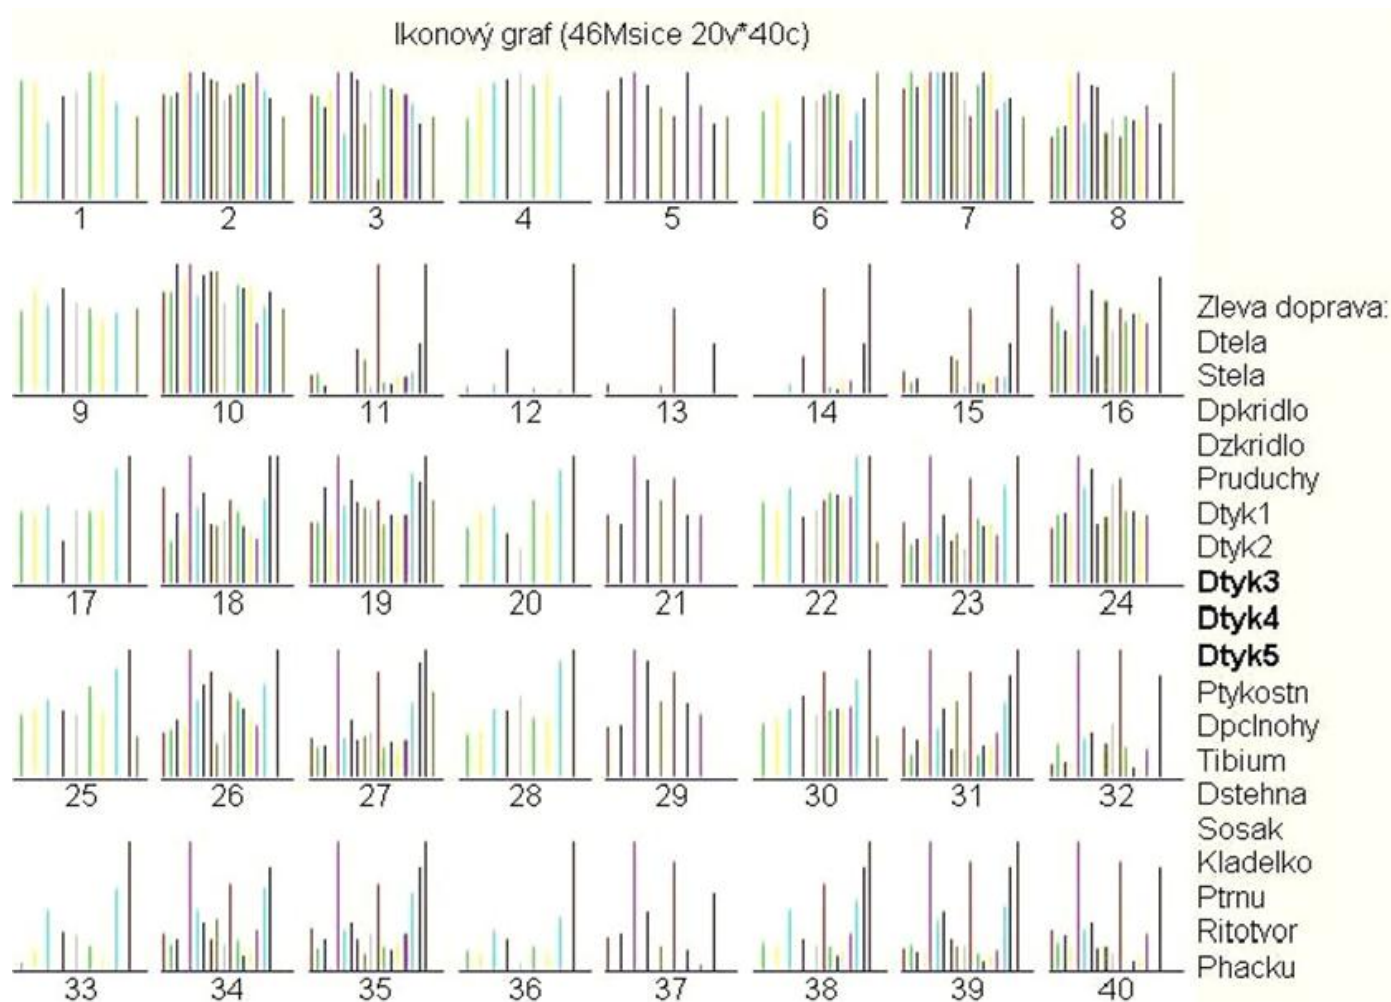 Ikonový graf (46Msice 20v*40c)
1 2 3 4 5 6 7 8
9 10 11 12 13 14 15 16
17 18 19 20 21 22 23 24
25 26 27 28 29 30 31 32
33 34 35 36 37 38 39 40
Zleva doprava:
Dtela
Stela
Dpkridlo
Dzkridlo
Pruduchy
Dtyk1
Dtyk2
Dtyk3
Dtyk4
Dtyk5
Ptykostn
Dpclnohy
Tibium
Dstehna
Sosak
Kladelko
Ptrnu
Ritotvor
Phacku